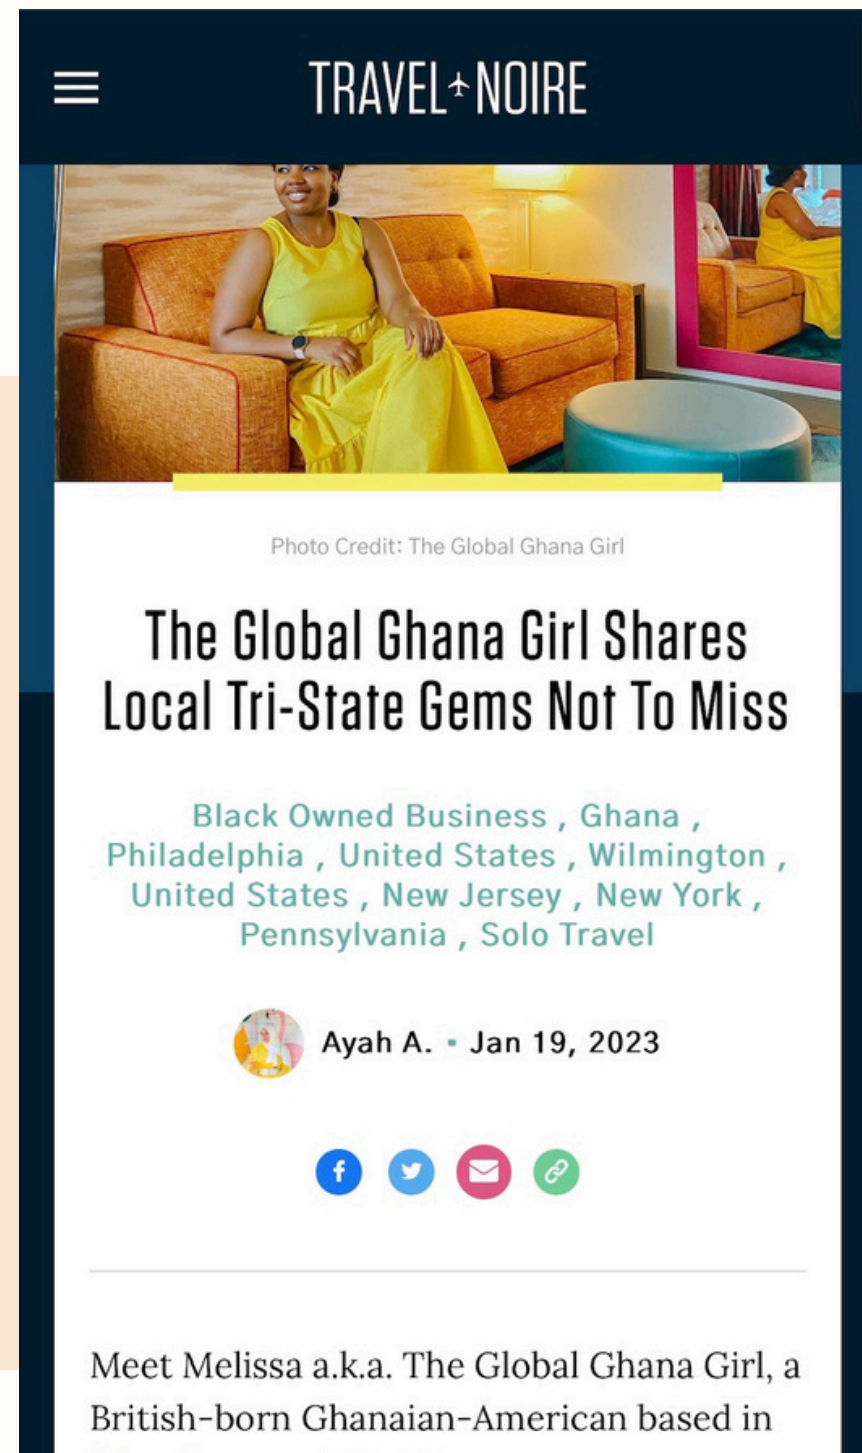 TRAVEL NOIRE
Photo Credit: The Global Ghana Girl
The Global Ghana Girl Shares
Local Tri-State Gems Not To Miss
Black Owned Business , Ghana ,
Philadelphia , United States , Wilmington ,
United States , New Jersey , New York ,
Pennsylvania , Solo Travel
Ayah A. ▪ Jan 19, 2023
Meet Melissa a.k.a. The Global Ghana Girl, a
British-born Ghanaian-American based in